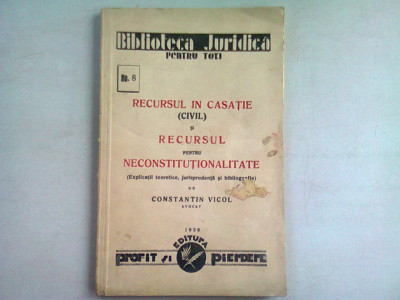 Biblioteca Juridică
PENTRU TOȚI
No. 8
RECURSUL IN CASAȚIE
(CIVIL)
ȘI
RECURSUL
PENTRU
NECONSTITUȚIONALITATE
(Explicații teoretice, jurisprudență și bibliografie)
DE
CONSTANTIN VICOL
AVOCAT
EDITURA
PROFIT ȘI PIERDERE